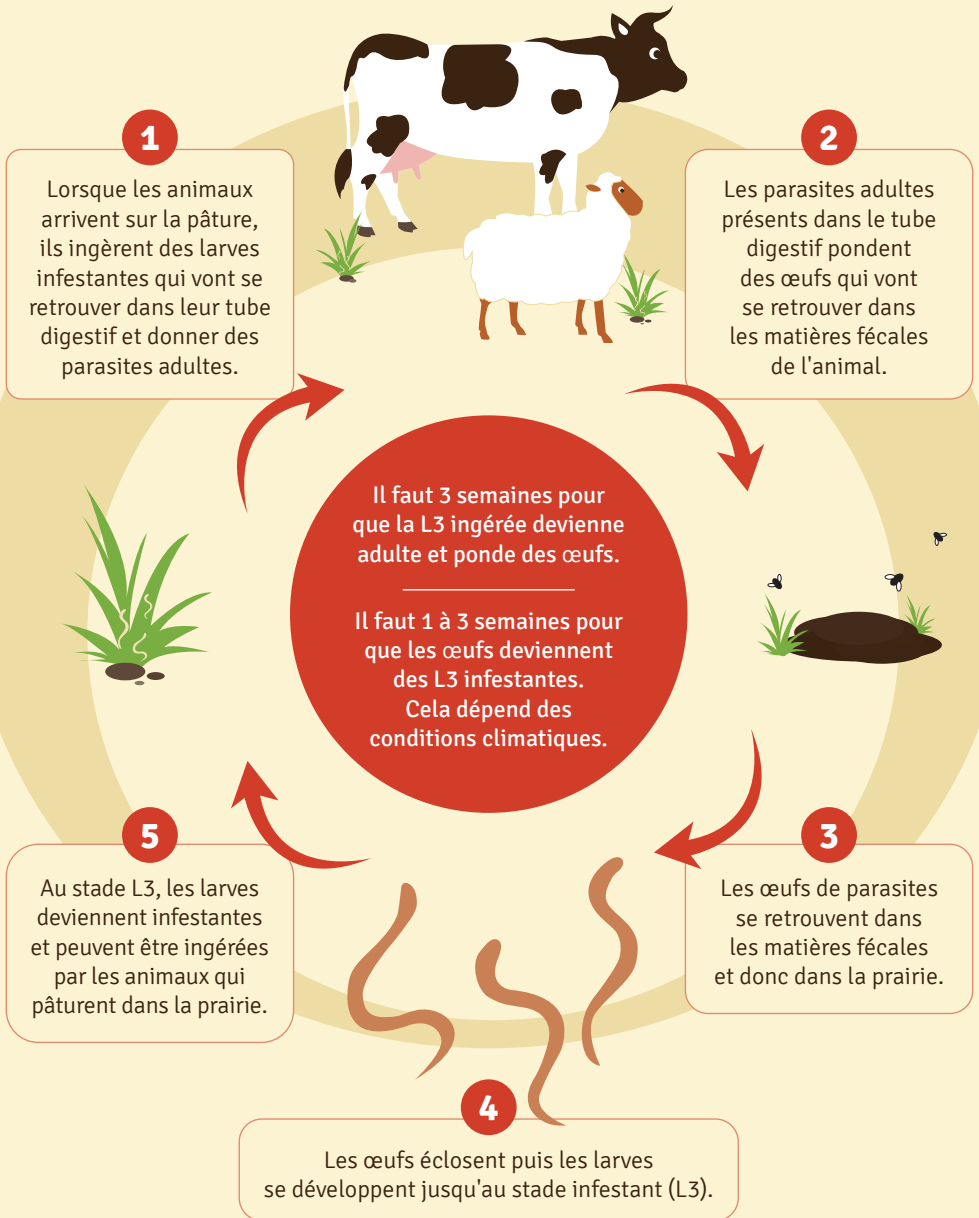 1
Lorsque les animaux
arrivent sur la pâture,
ils ingèrent des larves
infestantes qui vont se
retrouver dans leur tube
digestif et donner des
parasites adultes.
2
Les parasites adultes
présents dans le tube
digestif pondent
des œufs qui vont
se retrouver dans
les matières fécales
de l'animal.
Il faut 3 semaines pour
que la L3 ingérée devienne
adulte et ponde des œufs.
Il faut 1 à 3 semaines pour
que les œufs deviennent
des L3 infestantes.
Cela dépend des
conditions climatiques.
3
Les œufs de parasites
se retrouvent dans
les matières fécales
et donc dans la prairie.
4
Les œufs éclosent puis les larves
se développent jusqu'au stade infestant (L3).
5
Au stade L3, les larves
deviennent infestantes
et peuvent être ingérées
par les animaux qui
pâturent dans la prairie.